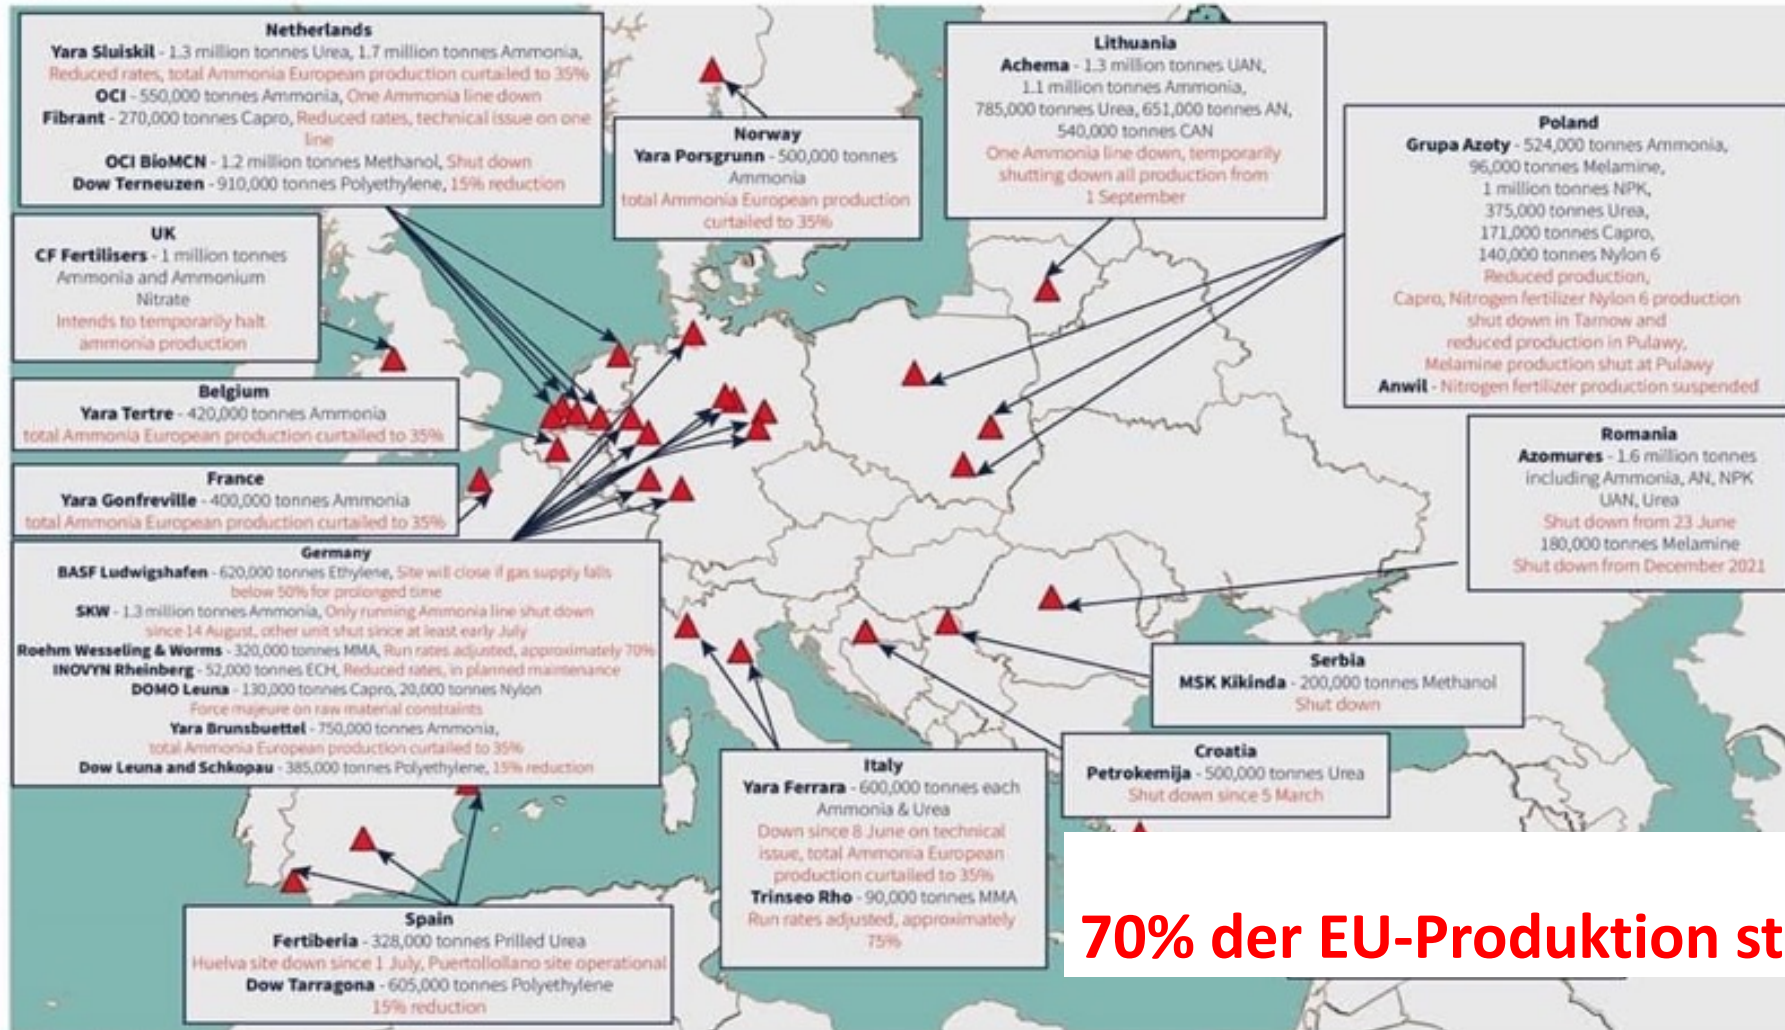 Netherlands
Yara Sluiskil - 1.3 million tonnes Urea, 1.7 million tonnes Ammonia,
Reduced rates, total Ammonia European production curtailed to 35%
OCI - 550,000 tonnes Ammonia, One Ammonia line down
Fibrant - 270,000 tonnes Capro, Reduced rates, technical issue on one
line
OCI BioMCN - 1.2 million tonnes Methanol, Shut down
Dow Terneuzen - 910,000 tonnes Polyethylene, 15% reduction
Norway
Yara Porsgrunn - 500,000 tonnes
Ammonia
total Ammonia European production
curtailed to 35%
Lithuania
Achema - 1.3 million tonnes UAN,
1.1 million tonnes Ammonia,
785,000 tonnes Urea, 651,000 tonnes AN,
540,000 tonnes CAN
One Ammonia line down, temporarily
shutting down all production from
1 September
Poland
Grupa Azoty - 524,000 tonnes Ammonia,
96,000 tonnes Melamine,
1 million tonnes NPK,
375,000 tonnes Urea,
171,000 tonnes Capro,
140,000 tonnes Nylon 6
Reduced production,
Capro, Nitrogen fertilizer Nylon 6 production
shut down in Tarnow and
reduced production in Pulawy,
Melamine production shut at Pulawy
Anwil - Nitrogen fertilizer production suspended
UK
CF Fertilisers - 1 million tonnes
Ammonia and Ammonium
Nitrate
Intends to temporarily halt
ammonia production
Belgium
Yara Tertre - 420,000 tonnes Ammonia
total Ammonia European production curtailed to 35%
France
Yara Gonfreville - 400,000 tonnes Ammonia
total Ammonia European production curtailed to 35%
Romania
Azomures - 1.6 million tonnes
including Ammonia, AN, NPK
UAN, Urea
Shut down from 23 June
180,000 tonnes Melamine
Shut down from December 2021
Germany
BASF Ludwigshafen - 620,000 tonnes Ethylene, Site will close if gas supply falls
below 50% for prolonged time
SKW - 1.3 million tonnes Ammonia, Only running Ammonia line shut down
since 14 August, other unit shut since at least early July
Roehm Wesseling & Worms - 320,000 tonnes MMA, Run rates adjusted, approximately 70%
INOVYN Rheinberg - 52,000 tonnes ECH, Reduced rates, in planned maintenance
DOMO Leuna - 130,000 tonnes Capro, 20,000 tonnes Nylon
Force majeure on raw material constraints
Yara Brunsbuettel - 750,000 tonnes Ammonia,
total Ammonia European production curtailed to 35%
Dow Leuna and Schkopau - 385,000 tonnes Polyethylene, 15% reduction
Serbia
MSK Kikinda - 200,000 tonnes Methanol
Shut down
Croatia
Petrokemija - 500,000 tonnes Urea
Shut down since 5 March
Italy
Yara Ferrara - 600,000 tonnes each
Ammonia & Urea
Down since 8 June on technical
issue, total Ammonia European
production curtailed to 35%
Trinseo Rho - 90,000 tonnes MMA
Run rates adjusted, approximately
75%
Spain
Fertiberia - 328,000 tonnes Prilled Urea
Huelva site down since 1 July, Puertollollano site operational
Dow Tarragona - 605,000 tonnes Polyethylene
15% reduction
70% der EU-Produktion st